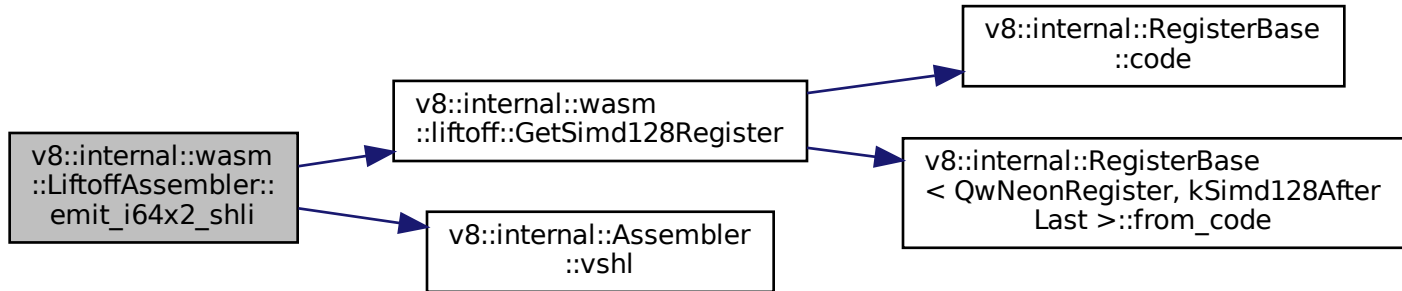 v8::internal::wasm
::LiftoffAssembler::
emit_i64x2_shli
v8::internal::wasm
::liftoff::GetSimd128Register
v8::internal::Assembler
::vshl
v8::internal::RegisterBase
::code
v8::internal::RegisterBase
< QwNeonRegister, kSimd128After
Last >::from_code